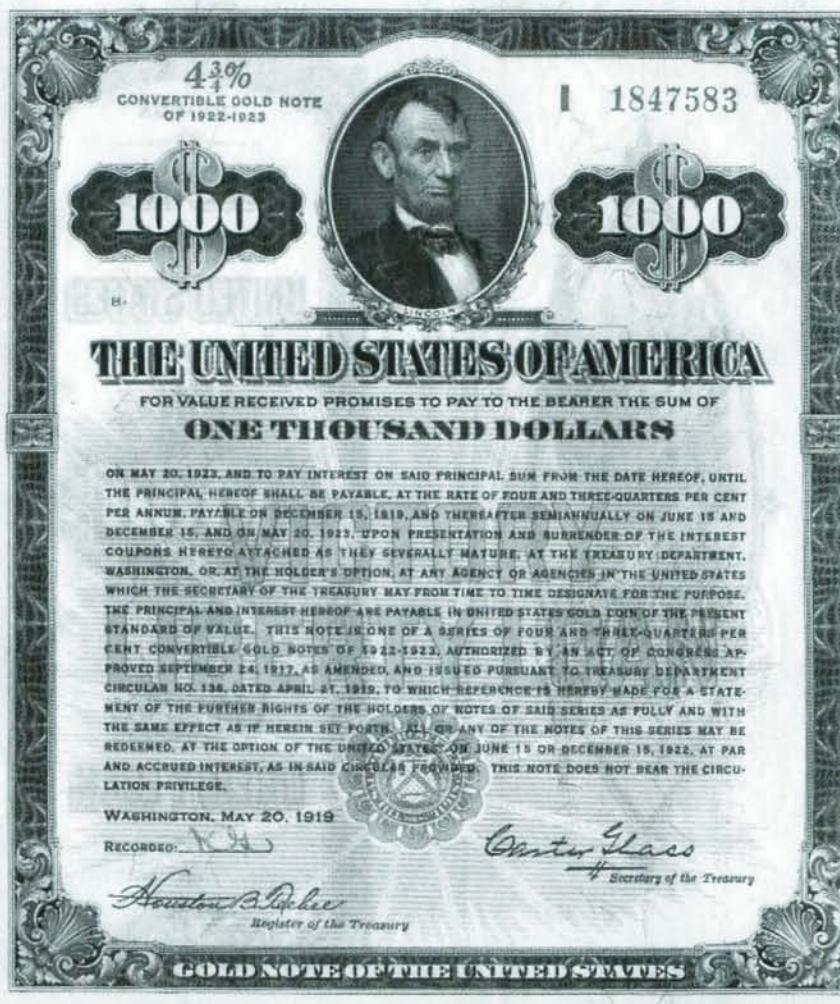 4¾%
CONVERTIBLE GOLD NOTE
OF 1922-1923
I 1847583
$1000
$1000
B-
LINCOLN
THE UNITED STATES OF AMERICA
FOR VALUE RECEIVED PROMISES TO PAY TO THE BEARER THE SUM OF
ONE THOUSAND DOLLARS
ON MAY 20, 1923, AND TO PAY INTEREST ON SAID PRINCIPAL SUM FROM THE DATE HEREOF, UNTIL
THE PRINCIPAL HEREOF SHALL BE PAYABLE, AT THE RATE OF FOUR AND THREE-QUARTERS PER CENT
PER ANNUM, PAYABLE ON DECEMBER 15, 1919, AND THEREAFTER SEMIANNUALLY ON JUNE 15 AND
DECEMBER 15, AND ON MAY 20, 1923, UPON PRESENTATION AND SURRENDER OF THE INTEREST
COUPONS HERETO ATTACHED AS THEY SEVERALLY MATURE, AT THE TREASURY DEPARTMENT,
WASHINGTON, OR, AT THE HOLDER'S OPTION, AT ANY AGENCY OR AGENCIES IN THE UNITED STATES
WHICH THE SECRETARY OF THE TREASURY MAY FROM TIME TO TIME DESIGNATE FOR THE PURPOSE.
THE PRINCIPAL AND INTEREST HEREOF ARE PAYABLE IN UNITED STATES GOLD COIN OF THE PRESENT
STANDARD OF VALUE. THIS NOTE IS ONE OF A SERIES OF FOUR AND THREE-QUARTERS PER
CENT CONVERTIBLE GOLD NOTES OF 1922-1923, AUTHORIZED BY AN ACT OF CONGRESS AP-
PROVED SEPTEMBER 24, 1917, AS AMENDED, AND ISSUED PURSUANT TO TREASURY DEPARTMENT
CIRCULAR NO. 138, DATED APRIL 21, 1919, TO WHICH REFERENCE IS HEREBY MADE FOR A STATE-
MENT OF THE FURTHER RIGHTS OF THE HOLDERS OF NOTES OF SAID SERIES AS FULLY AND WITH
THE SAME EFFECT AS IF HEREIN SET FORTH. ALL OR ANY OF THE NOTES OF THIS SERIES MAY BE
REDEEMED, AT THE OPTION OF THE UNITED STATES, ON JUNE 15 OR DECEMBER 15, 1922, AT PAR
AND ACCRUED INTEREST, AS IN SAID CIRCULAR PROVIDED. THIS NOTE DOES NOT BEAR THE CIRCU-
LATION PRIVILEGE.
WASHINGTON, MAY 20, 1919
RECORDED:
Carter Glass
Secretary of the Treasury
Houston B. Teehee
Register of the Treasury
GOLD NOTE OF THE UNITED STATES